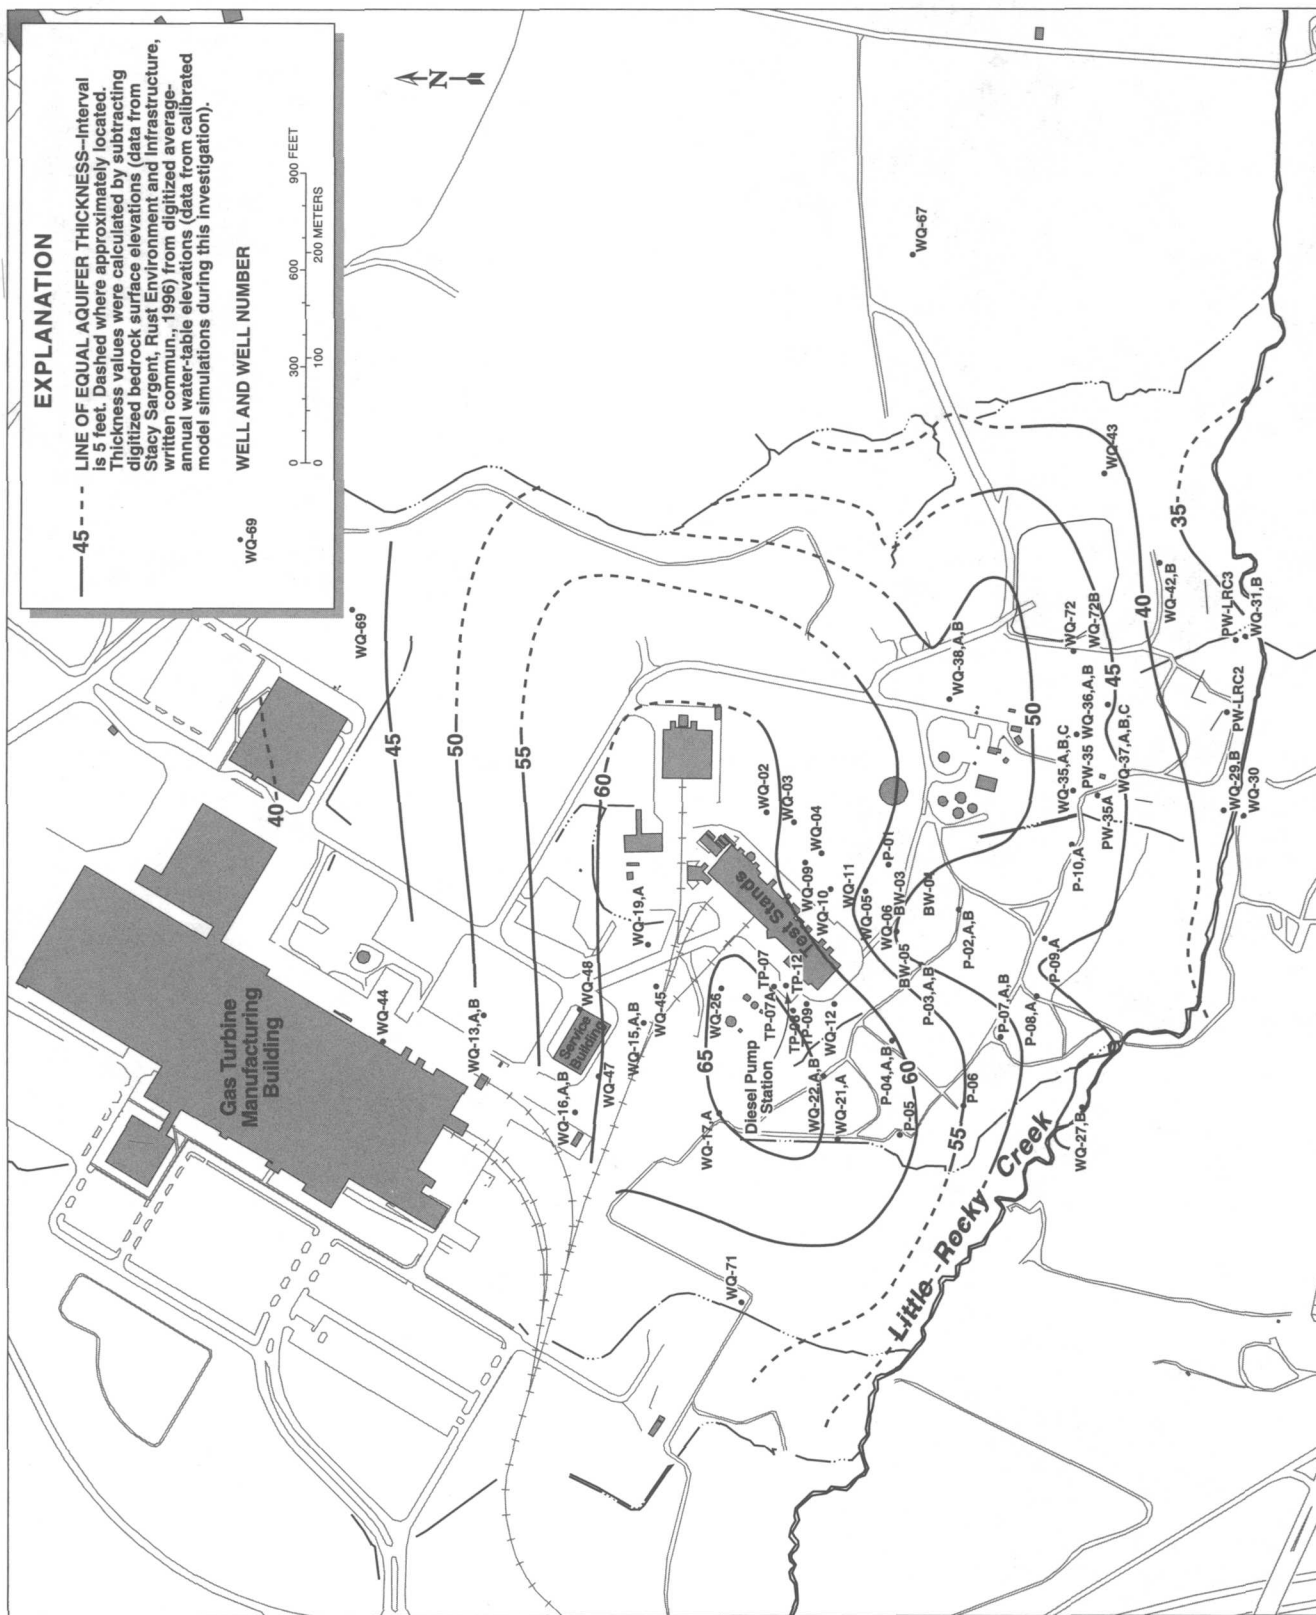 EXPLANATION
45
LINE OF EQUAL AQUIFER THICKNESS--Interval
is 5 feet. Dashed where approximately located.
Thickness values were calculated by subtracting
digitized bedrock surface elevations (data from
Stacy Sargent, Rust Environment and Infrastructure,
written commun., 1996) from digitized average-
annual water-table elevations (data from calibrated
model simulations during this investigation).
WQ-69
WELL AND WELL NUMBER
0 300 600 900 FEET
0 100 200 METERS
N
Gas Turbine
Manufacturing
Building
WQ-44
40
WQ-69
45
50
55
60
WQ-13,A,B
WQ-48
Service
Building
WQ-16,A,B
WQ-47
WQ-15,A,B
WQ-45
WQ-19,A
WQ-17,A
65
WQ-26
Diesel Pump
Station
TP-07A
TP-07
TP-06
TP-09
TP-12
WQ-22,A,B
WQ-12
WQ-21,A
Test Stands
WQ-02
WQ-03
WQ-04
WQ-09
WQ-10
WQ-11
WQ-05
WQ-06
P-01
BW-03
BW-04
BW-05
P-02,A,B
P-03,A,B
P-04,A,B
60
P-05
P-06
55
P-07,A,B
P-08,A
P-09,A
P-10,A
WQ-71
WQ-67
WQ-38,A,B
50
WQ-72
WQ-72B
WQ-35,A,B,C
PW-35
WQ-36,A,B
PW-35A
WQ-37,A,B,C
45
40
WQ-43
35
WQ-42,B
PW-LRC3
WQ-31,B
PW-LRC2
WQ-29,B
WQ-30
WQ-27,B
Little Rocky Creek